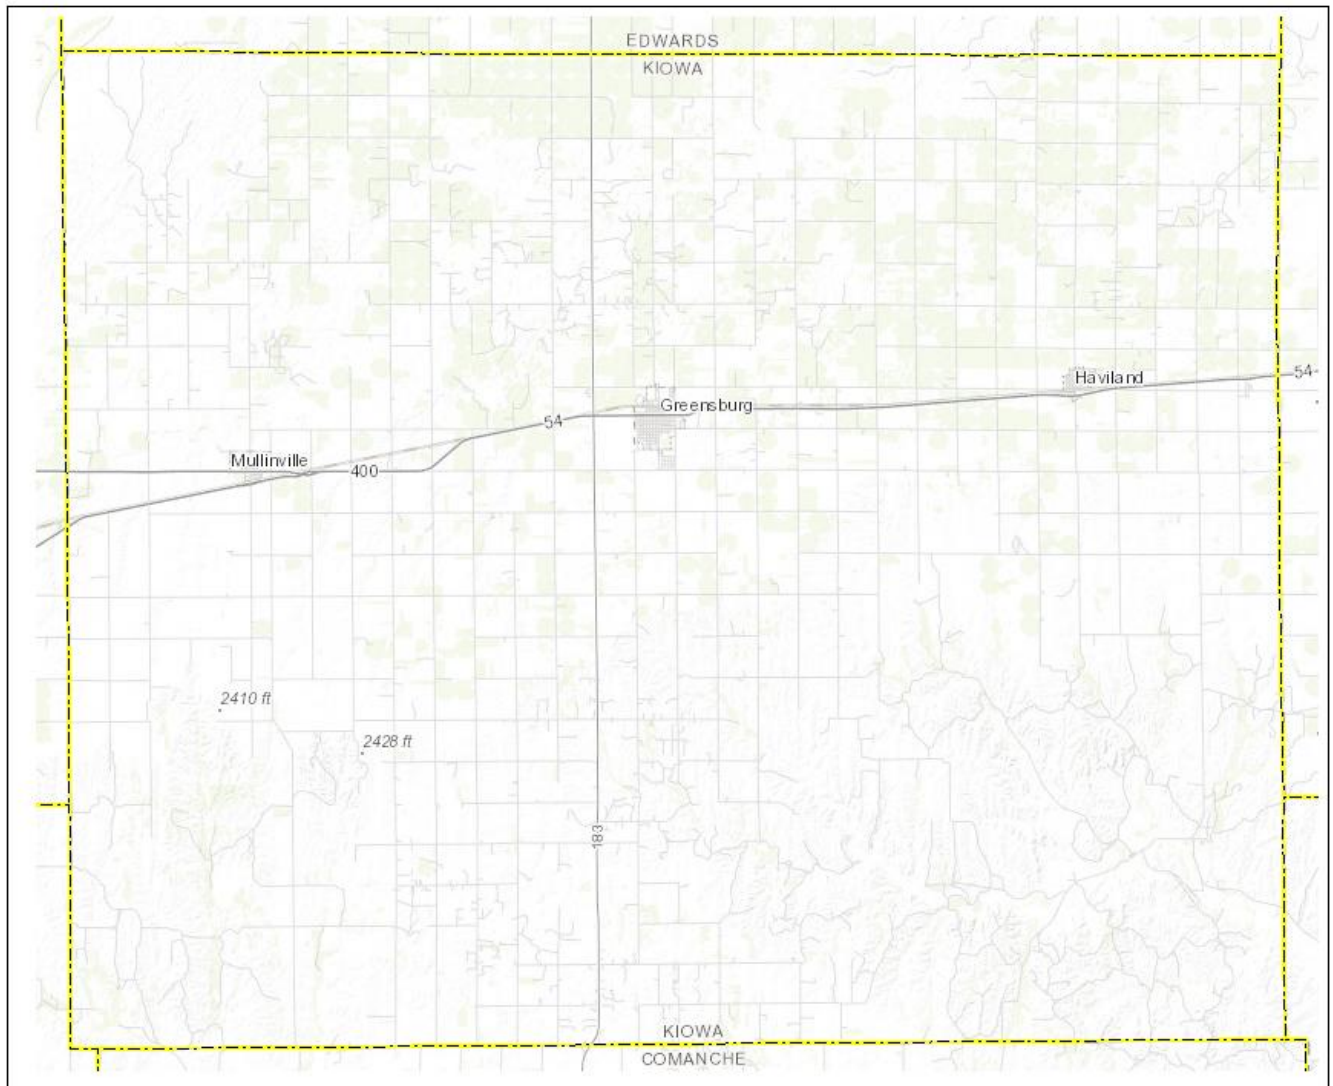 EDWARDS
KIOWA
54
Haviland
Greensburg
54
Mullinville
400
2410 ft
2428 ft
183
KIOWA
COMANCHE